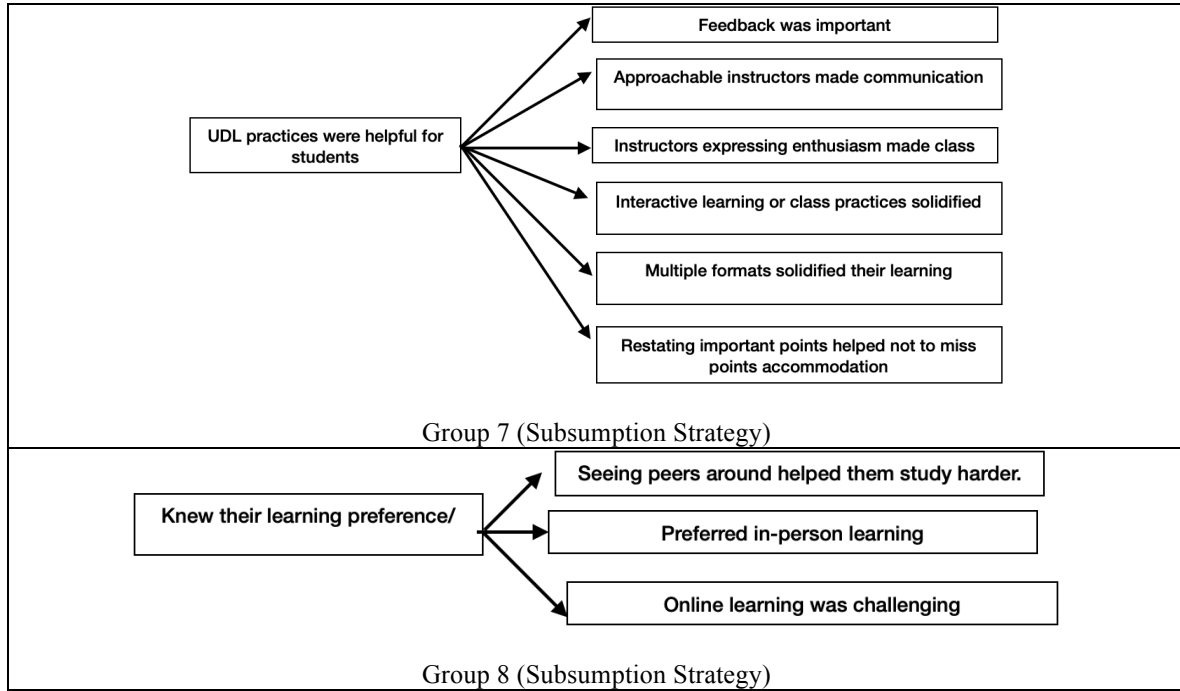 Feedback was important
Approachable instructors made communication
UDL practices were helpful for
students
Instructors expressing enthusiasm made class
Interactive learning or class practices solidified
Multiple formats solidified their learning
Restating important points helped not to miss
points accommodation
Group 7 (Subsumption Strategy)
Seeing peers around helped them study harder.
Knew their learning preference/
Preferred in-person learning
Online learning was challenging
Group 8 (Subsumption Strategy)